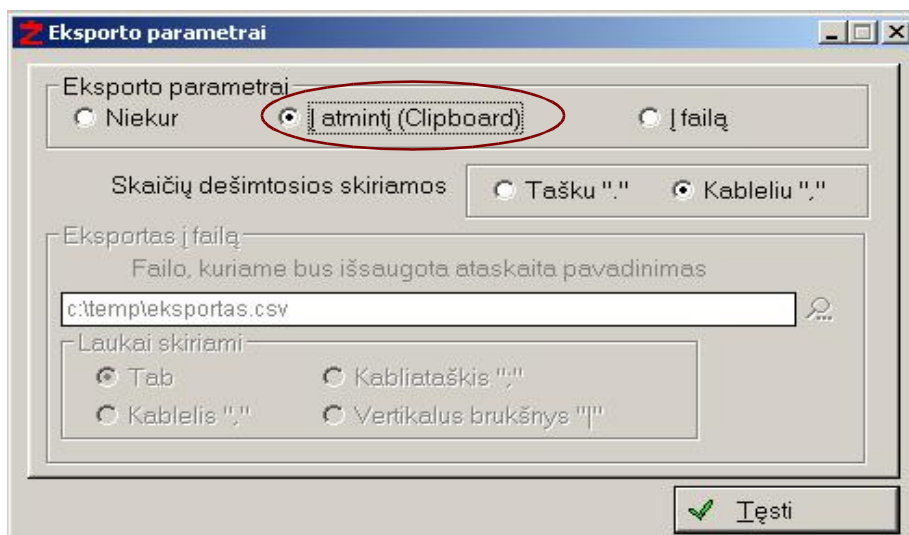 Ž Eksporto parametrai
Eksporto parametrai
Niekur Į atmintį (Clipboard) Į failą
Skaičių dešimtosios skiriamos Tašku "." Kableliu ","
Eksportas į failą
Failo, kuriame bus išsaugota ataskaita pavadinimas
c:\temp\eksportas.csv
Laukai skiriami
Tab Kabliataškis ";"
Kablelis "," Vertikalus brukšnys "|"
Tęsti